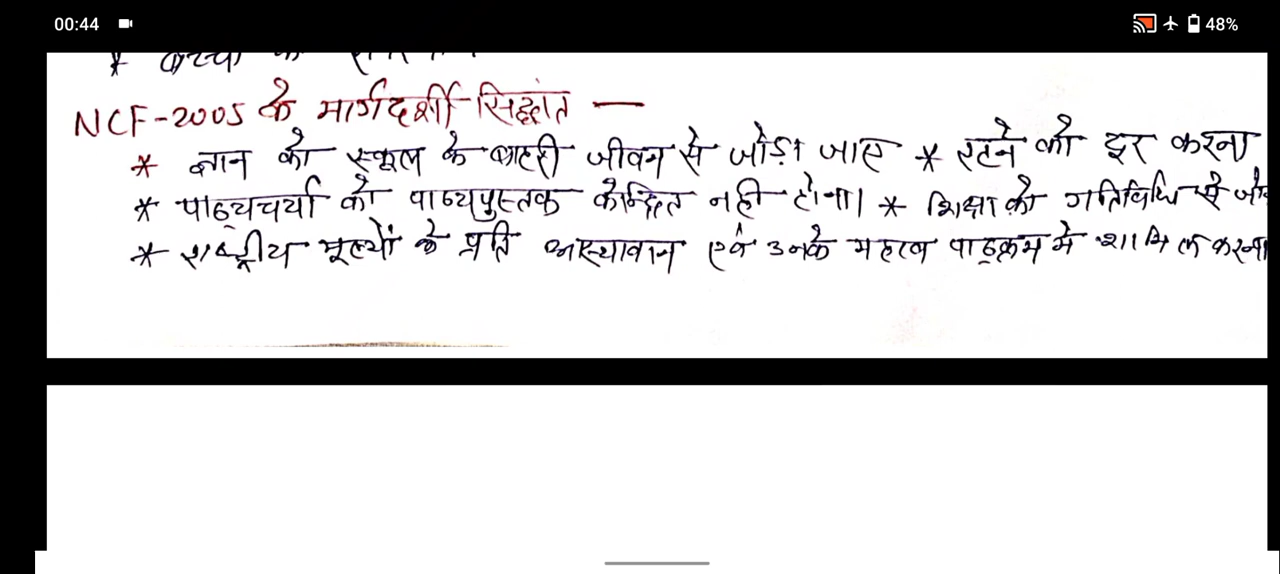 00:44 48%
* बच्चों के
NCF-2005 के मार्गदर्शी सिद्धांत —
* ज्ञान को स्कूल के बाहरी जीवन से जोड़ा जाए * रटने को दूर करना
* पाठ्यचर्या को पाठ्यपुस्तक केन्द्रित नही होना। * शिक्षा को गतिविधि से
* राष्ट्रीय मूल्यों के प्रति आस्थावान एवं उनके महत्व पाठ्क्रम मे शामिल करना